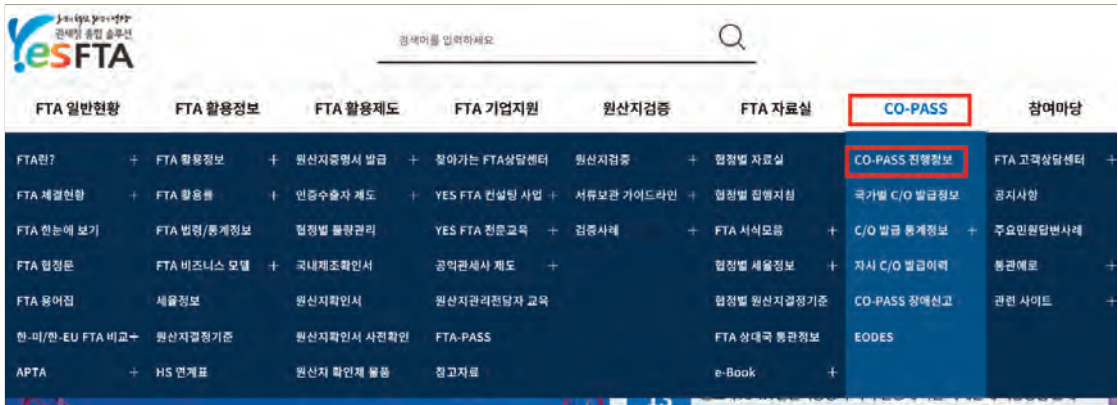 관세청 종합 솔루션
YesFTA
검색어를 입력하세요
FTA 일반현황 FTA 활용정보 FTA 활용제도 FTA 기업지원 원산지검증 FTA 자료실 CO-PASS 참여마당
FTA란? + FTA 활용정보 + 원산지증명서 발급 + 찾아가는 FTA상담센터 원산지검증 + 협정별 자료실 CO-PASS 진행정보 FTA 고객상담센터 +
FTA 체결현황 + FTA 활용률 + 인증수출자 제도 + YES FTA 컨설팅 사업 + 서류보관 가이드라인 + 협정별 집행지침 국가별 C/O 발급정보 공지사항
FTA 한눈에 보기 FTA 법령/통계정보 협정별 물량관리 YES FTA 전문교육 + 검증사례 + FTA 서식모음 + C/O 발급 통계정보 + 주요민원답변사례
FTA 협정문 FTA 비즈니스 모델 + 국내제조확인서 공익관세사 제도 + 협정별 세율정보 + 자사 C/O 발급이력 통관애로 +
FTA 용어집 세율정보 원산지확인서 원산지관리전담자 교육 협정별 원산지결정기준 CO-PASS 장애신고 관련 사이트 +
한-미/한-EU FTA 비교+ 원산지결정기준 원산지확인서 사전확인 FTA-PASS FTA 상대국 통관정보 EODES
APTA + HS 연계표 원산지 확인제 물품 참고자료 e-Book +
13